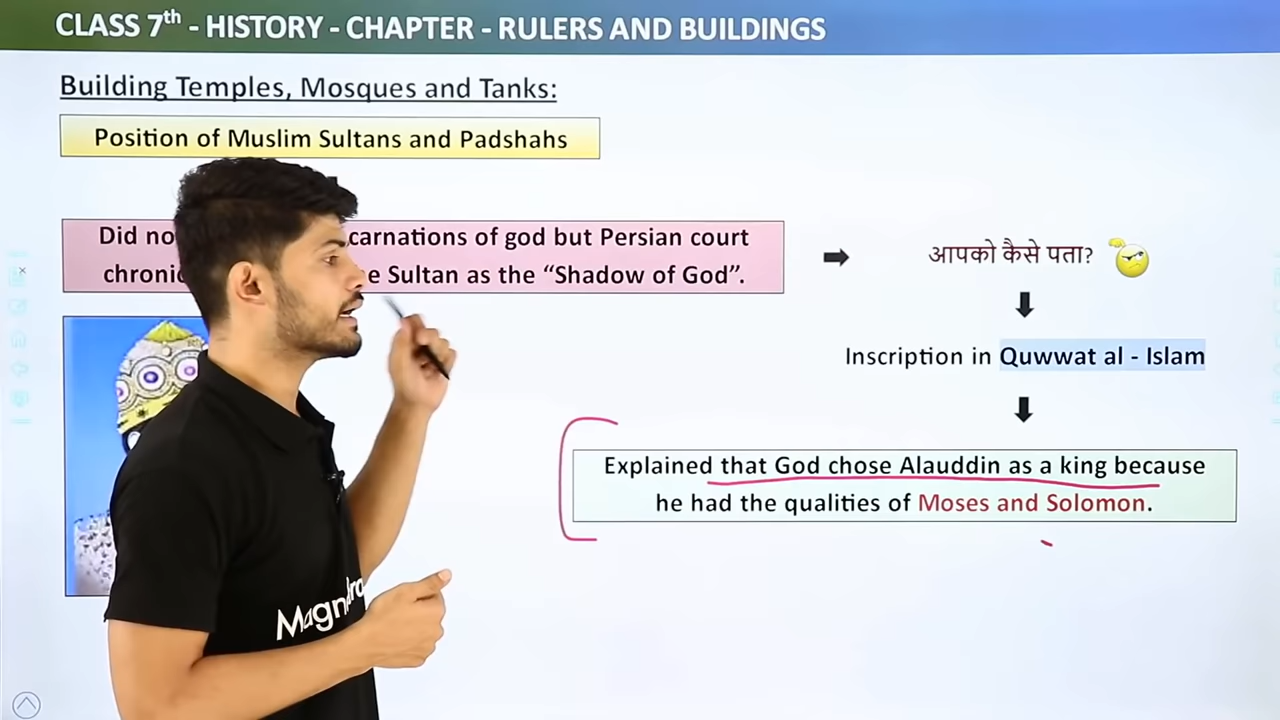 CLASS 7th - HISTORY - CHAPTER - RULERS AND BUILDINGS
Building Temples, Mosques and Tanks:
Position of Muslim Sultans and Padshahs
Did no carnations of god but Persian court
chronic e Sultan as the “Shadow of God”.
आपको कैसे पता?
Inscription in Quwwat al - Islam
Explained that God chose Alauddin as a king because
he had the qualities of Moses and Solomon.
Magn